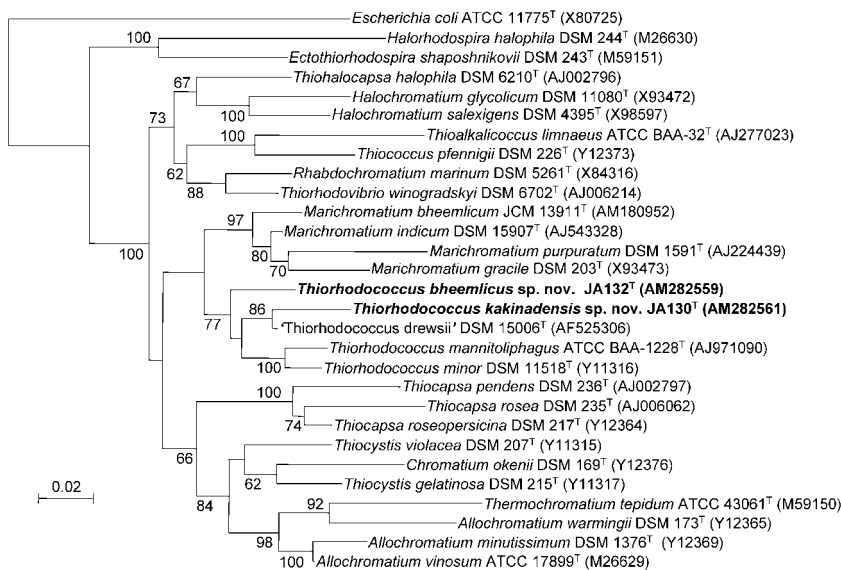 Escherichia coli ATCC 11775ᵀ (X80725)
100 Halorhodospira halophila DSM 244ᵀ (M26630)
Ectothiorhodospira shaposhnikovii DSM 243ᵀ (M59151)
67 Thiohalocapsa halophila DSM 6210ᵀ (AJ002796)
Halochromatium glycolicum DSM 11080ᵀ (X93472)
100 Halochromatium salexigens DSM 4395ᵀ (X98597)
73
100 Thioalkalicoccus limnaeus ATCC BAA-32ᵀ (AJ277023)
Thiococcus pfennigii DSM 226ᵀ (Y12373)
62
Rhabdochromatium marinum DSM 5261ᵀ (X84316)
88 Thiorhodovibrio winogradskyi DSM 6702ᵀ (AJ006214)
97 Marichromatium bheemlicum JCM 13911ᵀ (AM180952)
Marichromatium indicum DSM 15907ᵀ (AJ543328)
100
80 Marichromatium purpuratum DSM 1591ᵀ (AJ224439)
70 Marichromatium gracile DSM 203ᵀ (X93473)
Thiorhodococcus bheemlicus sp. nov. JA132ᵀ (AM282559)
86 Thiorhodococcus kakinadensis sp. nov. JA130ᵀ (AM282561)
77
'Thiorhodococcus drewsii' DSM 15006ᵀ (AF525306)
Thiorhodococcus mannitoliphagus ATCC BAA-1228ᵀ (AJ971090)
100 Thiorhodococcus minor DSM 11518ᵀ (Y11316)
100 Thiocapsa pendens DSM 236ᵀ (AJ002797)
Thiocapsa rosea DSM 235ᵀ (AJ006062)
74 Thiocapsa roseopersicina DSM 217ᵀ (Y12364)
Thiocystis violacea DSM 207ᵀ (Y11315)
66
Chromatium okenii DSM 169ᵀ (Y12376)
62 Thiocystis gelatinosa DSM 215ᵀ (Y11317)
0.02
84
92 Thermochromatium tepidum ATCC 43061ᵀ (M59150)
Allochromatium warmingii DSM 173ᵀ (Y12365)
98 Allochromatium minutissimum DSM 1376ᵀ (Y12369)
100 Allochromatium vinosum ATCC 17899ᵀ (M26629)